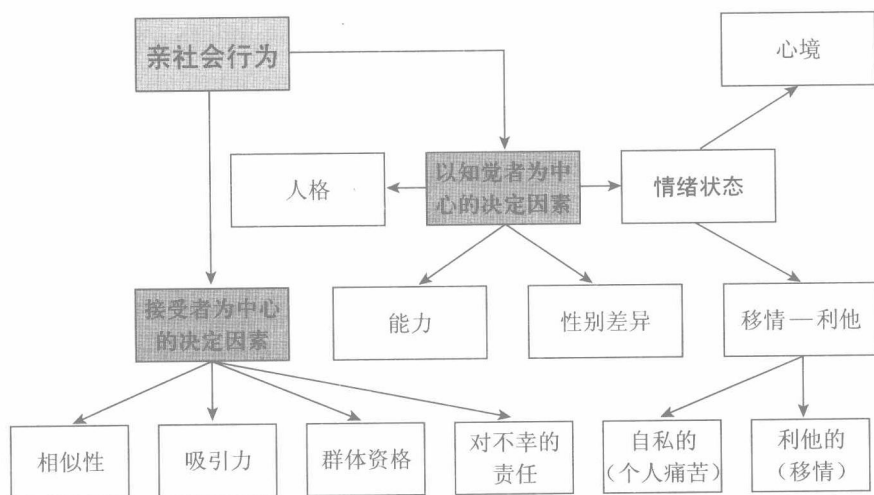 亲社会行为
心境
人格
以知觉者为中
心的决定因素
情绪状态
接受者为中心
的决定因素
能力
性别差异
移情—利他
相似性
吸引力
群体资格
对不幸的
责任
自私的
（个人痛苦）
利他的
（移情）